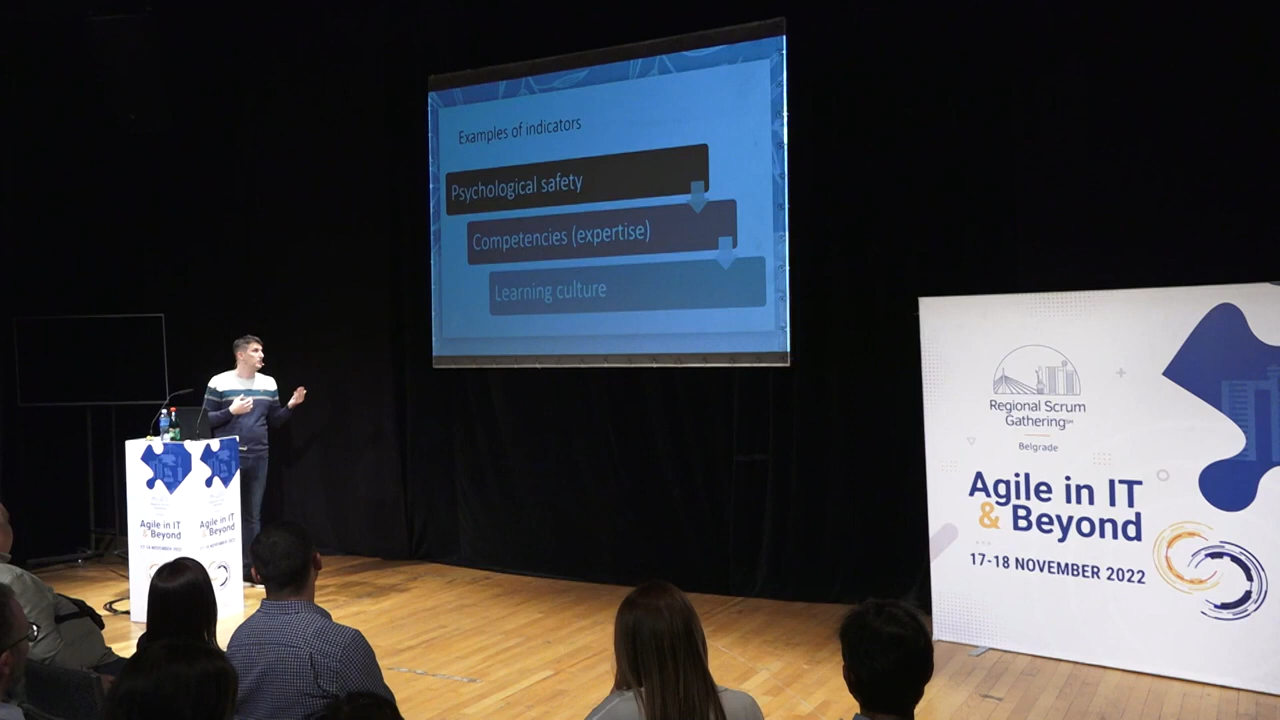 Examples of indicators
Psychological safety
Competencies (expertise)
Learning culture
Regional Scrum
Gathering℠
Belgrade
Agile in IT
& Beyond
17-18 NOVEMBER 2022
Agile in IT
& Beyond
Agile in IT
& Beyond